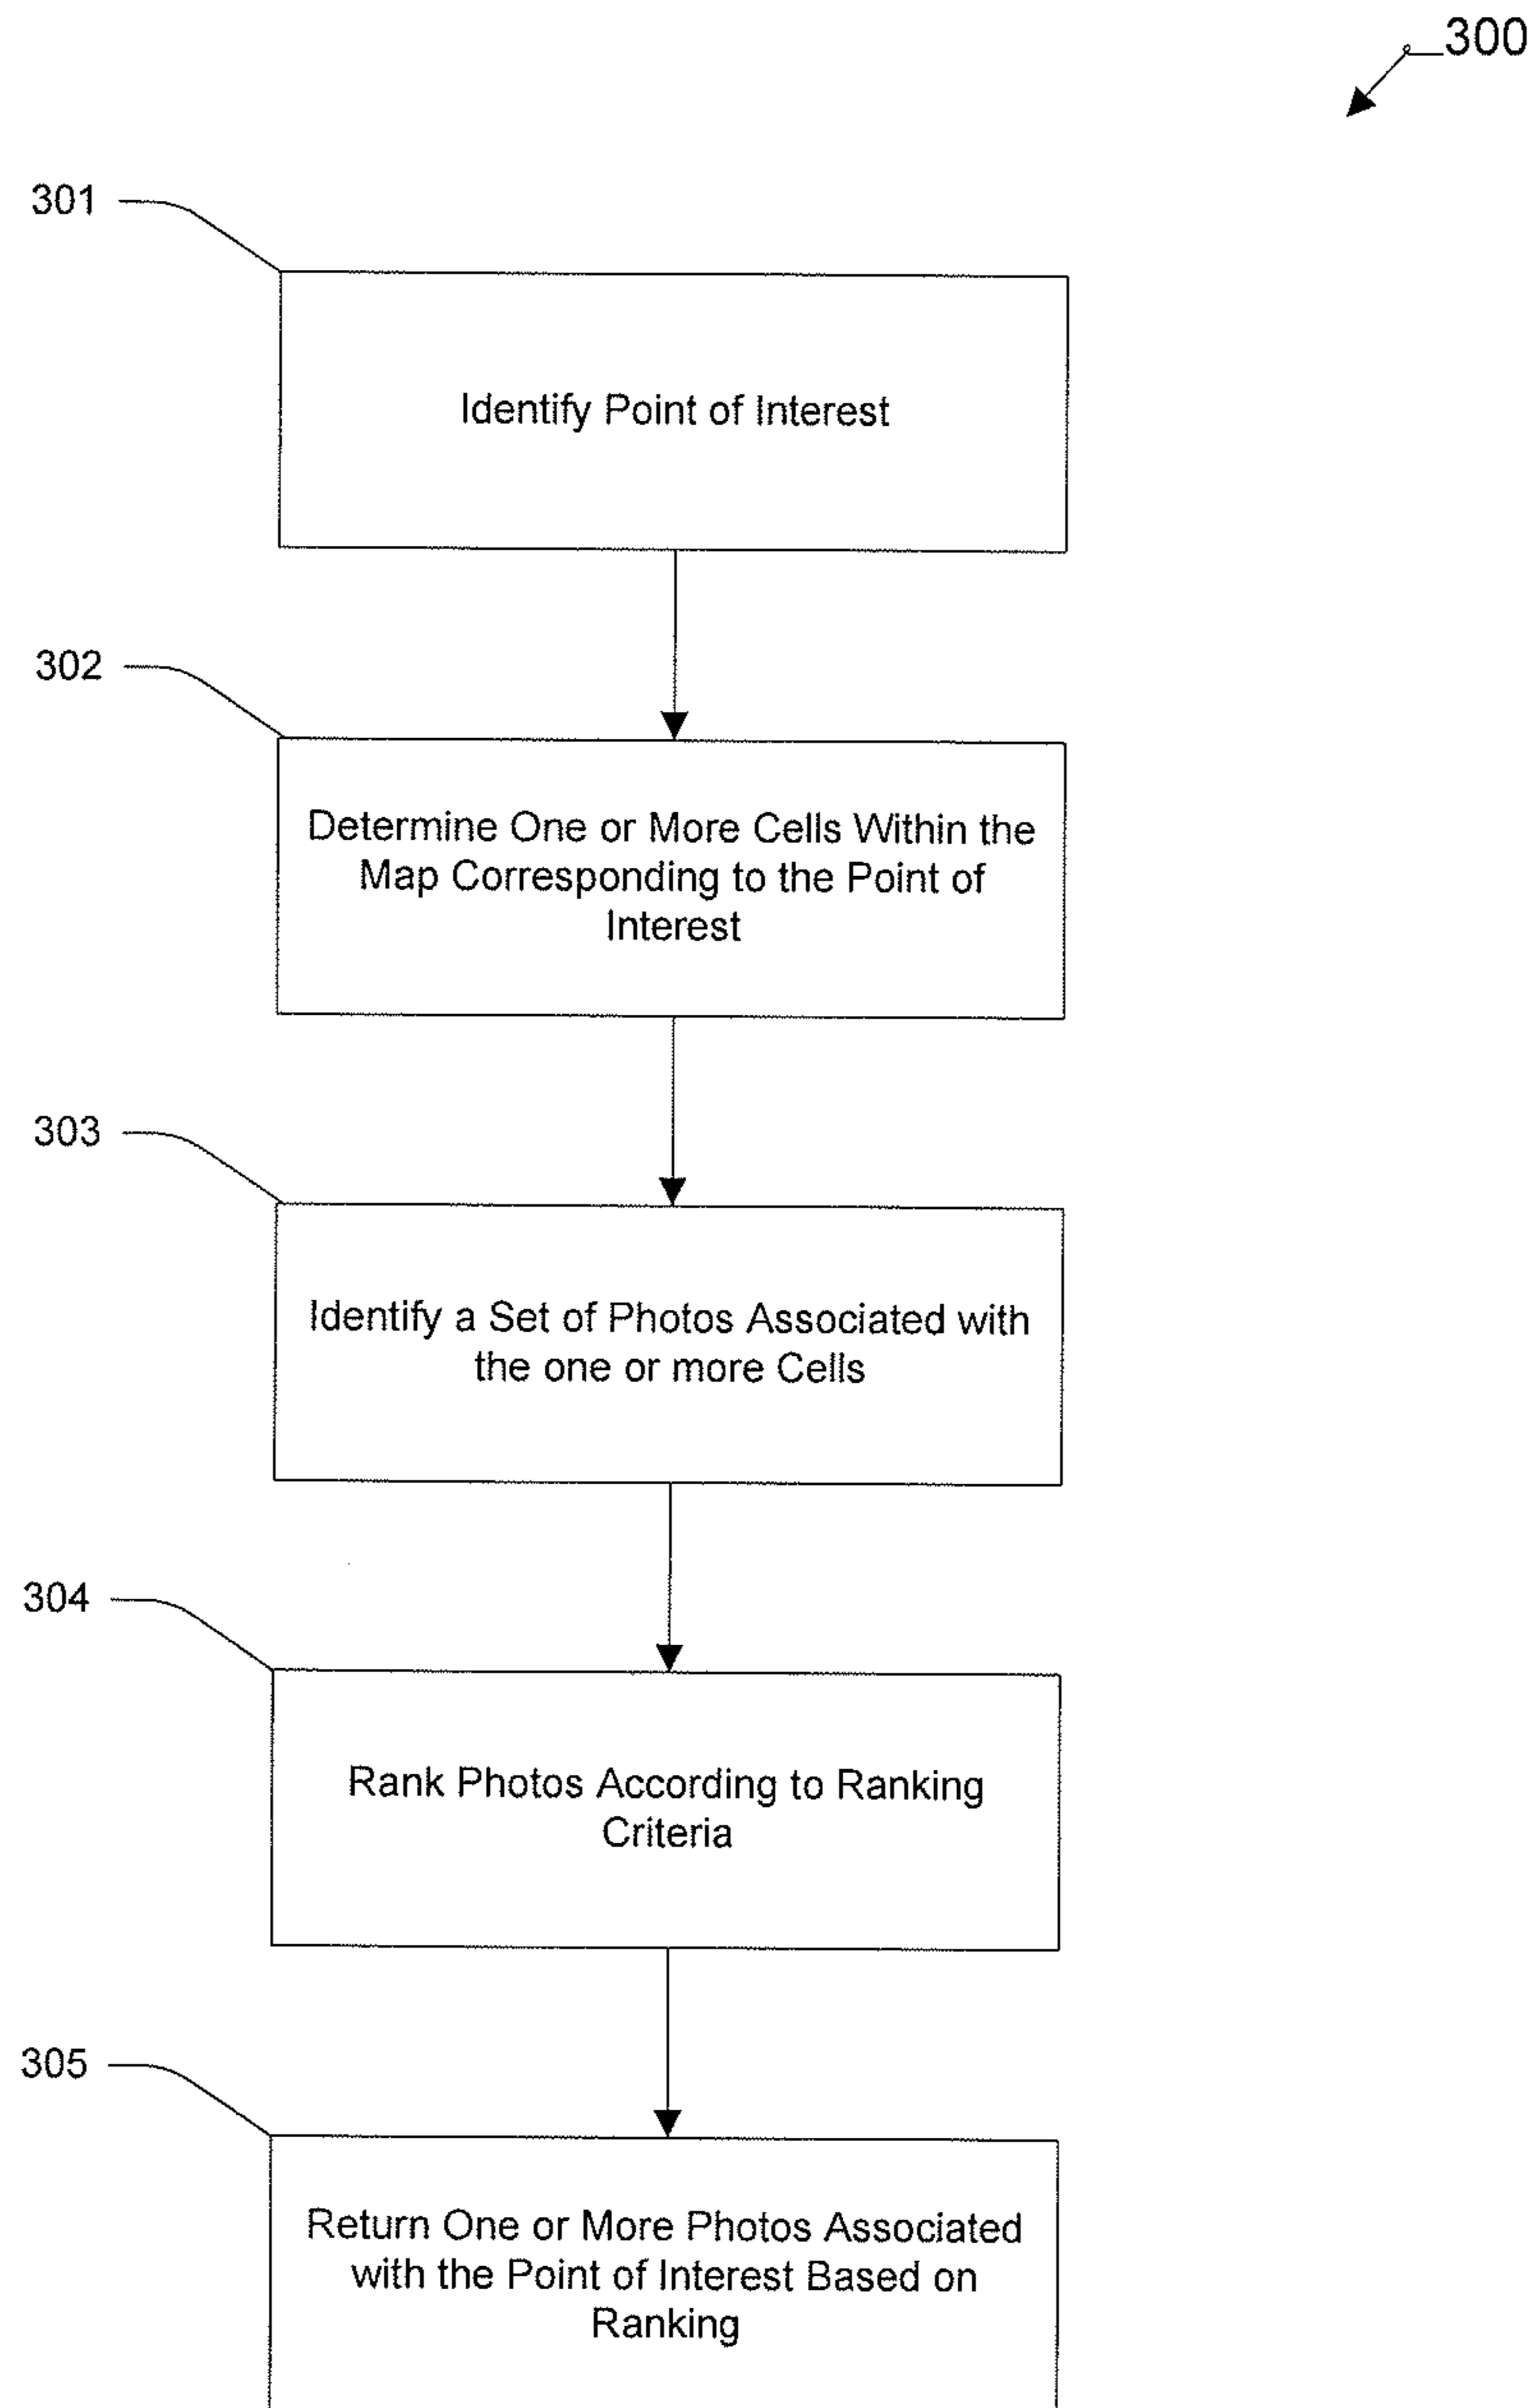 300
301
Identify Point of Interest
302
Determine One or More Cells Within the
Map Corresponding to the Point of
Interest
303
Identify a Set of Photos Associated with
the one or more Cells
304
Rank Photos According to Ranking
Criteria
305
Return One or More Photos Associated
with the Point of Interest Based on
Ranking